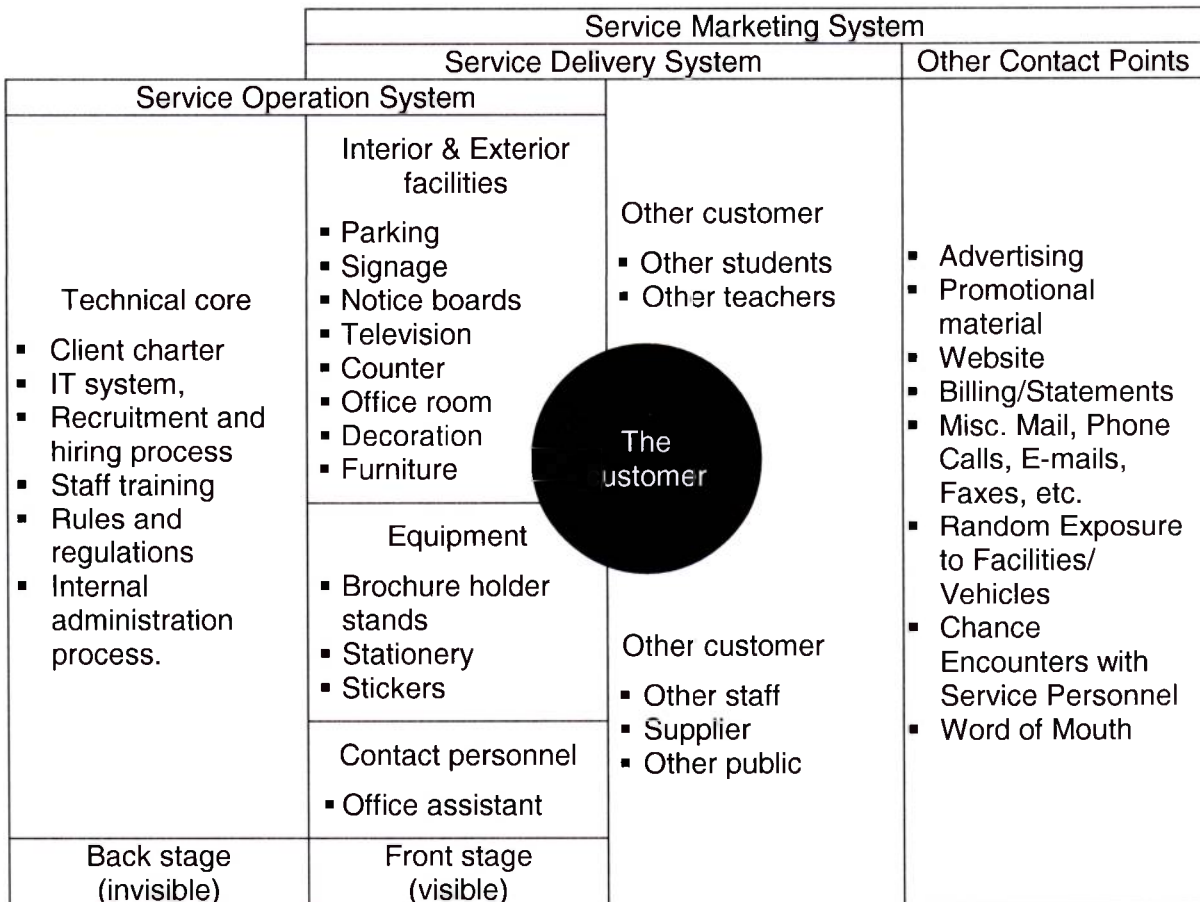 Service Marketing System
Service Delivery System
Other Contact Points
Service Operation System
Technical core
▪ Client charter
▪ IT system,
▪ Recruitment and
hiring process
▪ Staff training
▪ Rules and
regulations
▪ Internal
administration
process.
Back stage
(invisible)
Interior & Exterior
facilities
▪ Parking
▪ Signage
▪ Notice boards
▪ Television
▪ Counter
▪ Office room
▪ Decoration
▪ Furniture
Equipment
▪ Brochure holder
stands
▪ Stationery
▪ Stickers
Contact personnel
▪ Office assistant
Front stage
(visible)
Other customer
▪ Other students
▪ Other teachers
The
customer
Other customer
▪ Other staff
▪ Supplier
▪ Other public
▪ Advertising
▪ Promotional
material
▪ Website
▪ Billing/Statements
▪ Misc. Mail, Phone
Calls, E-mails,
Faxes, etc.
▪ Random Exposure
to Facilities/
Vehicles
▪ Chance
Encounters with
Service Personnel
▪ Word of Mouth